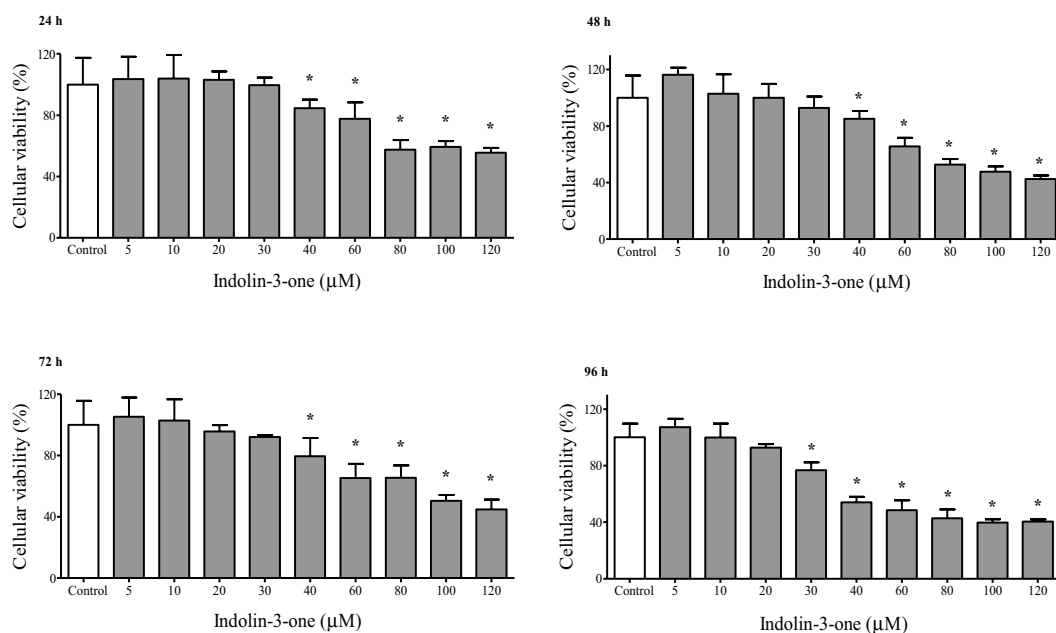 24 h
Cellular viability (%)
120
80
40
0
* * * * *
Control 5 10 20 30 40 60 80 100 120
Indolin-3-one (μM)
48 h
Cellular viability (%)
120
80
40
0
* * * * *
Control 5 10 20 30 40 60 80 100 120
Indolin-3-one (μM)
72 h
Cellular viability (%)
120
80
40
0
* * * * *
Control 5 10 20 30 40 60 80 100 120
Indolin-3-one (μM)
96 h
Cellular viability (%)
120
80
40
0
* * * * * *
Control 5 10 20 30 40 60 80 100 120
Indolin-3-one (μM)